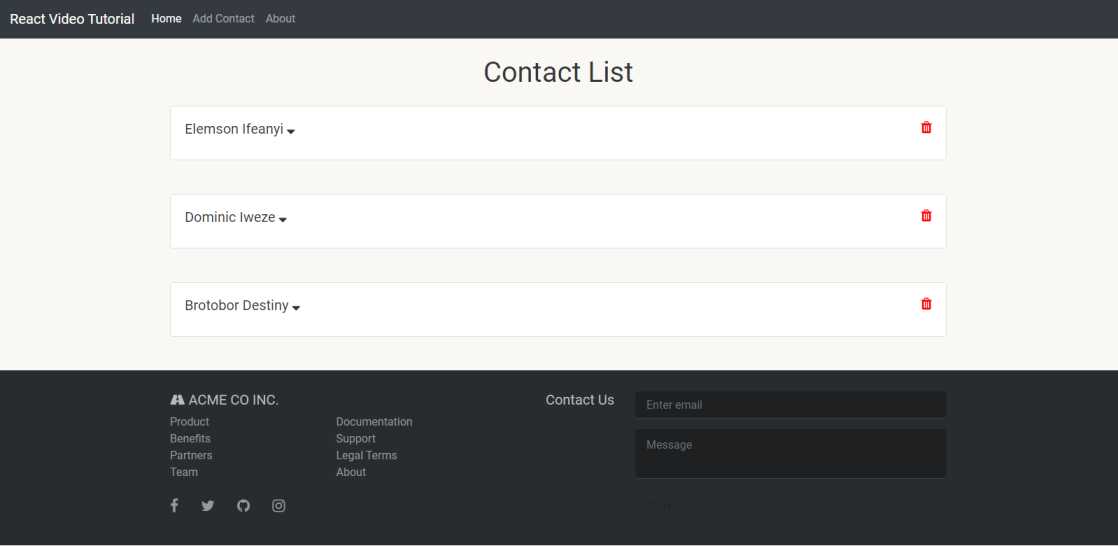 React Video Tutorial Home Add Contact About
Contact List
Elemson Ifeanyi
Dominic Iweze
Brotobor Destiny
ACME CO INC.
Product
Benefits
Partners
Team
Documentation
Support
Legal Terms
About
Contact Us
Enter email
Message